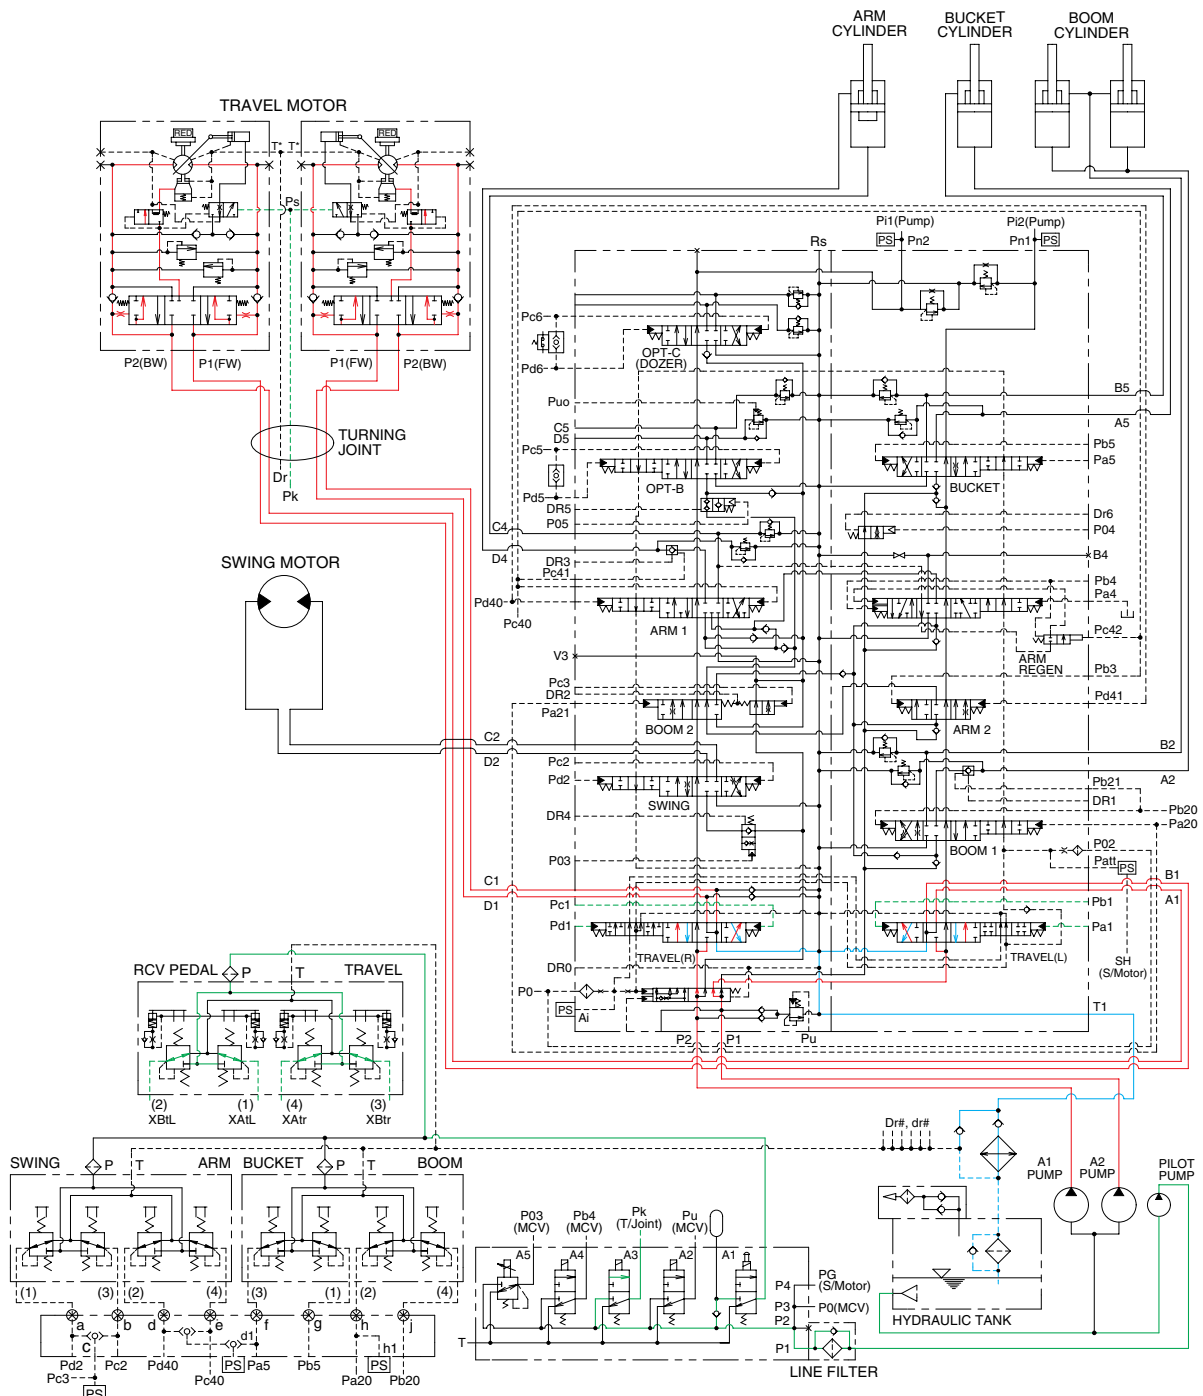 ARM
CYLINDER
BUCKET
CYLINDER
BOOM
CYLINDER
TRAVEL MOTOR
RED
RED
T* T*
Ps
P2(BW) P1(FW)
P1(FW) P2(BW)
TURNING
JOINT
Dr
Pk
SWING MOTOR
Pi1(Pump)
PS Pn2
Pi2(Pump)
Pn1 PS
Rs
Pc6
Pd6
OPT-C
(DOZER)
Puo
C5
D5
Pc5
Pd5
OPT-B
DR5
P05
C4
D4
DR3
Pc41
Pd40
Pc40
ARM 1
V3
Pc3
DR2
Pa21
BOOM 2
C2
D2
Pc2
Pd2
SWING
DR4
P03
C1
D1
Pc1
Pd1
TRAVEL(R)
DR0
P0
PS Ai
P2 P1 Pu
B5
A5
Pb5
Pa5
BUCKET
Dr6
P04
B4
Pb4
Pa4
Pc42
ARM
REGEN
Pb3
Pd41
ARM 2
B2
A2
Pb21
DR1
Pb20
Pa20
BOOM 1
P02
Patt
PS
B1
A1
Pb1
Pa1
TRAVEL(L)
SH
(S/Motor)
T1
RCV PEDAL P T TRAVEL
(2) (1) (4) (3)
XBtL XAtL XAtr XBtr
SWING P T ARM
BUCKET P T BOOM
(1) (3) (2) (4) (3) (1) (2) (4)
a b d e f g h j
C d1 h1
Pd2 Pc2 Pd40 PS Pa5 Pb5 PS
Pc3 PS Pc40 Pa20 Pb20
P03
(MCV)
Pb4
(MCV)
Pk
(T/Joint)
Pu
(MCV)
A5 A4 A3 A2 A1
T
P4
P3
P2
P1
PG
(S/Motor)
P0(MCV)
LINE FILTER
Dr#, dr#
HYDRAULIC TANK
A1
PUMP
A2
PUMP
PILOT
PUMP